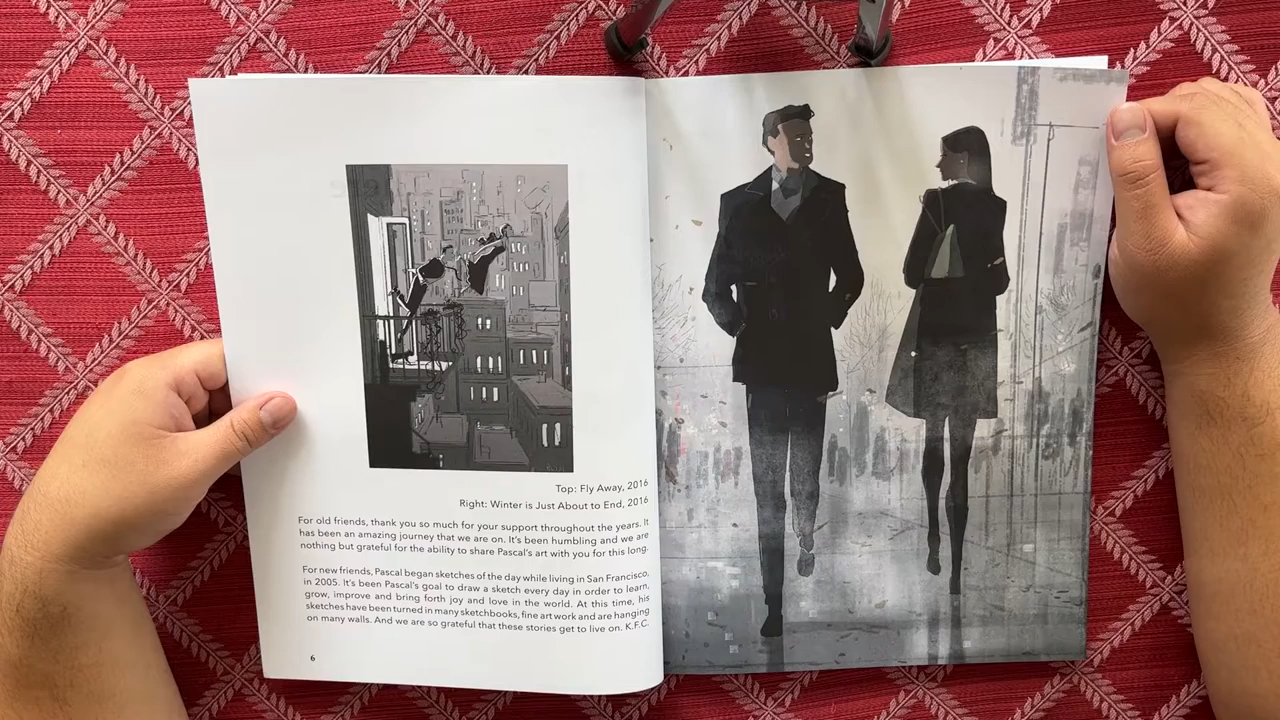 Top: Fly Away, 2016
Right: Winter is Just About to End, 2016
For old friends, thank you so much for your support throughout the years. It
has been an amazing journey that we are on. It's been humbling and we are
nothing but grateful for the ability to share Pascal's art with you for this long.
For new friends, Pascal began sketches of the day while living in San Francisco,
in 2005. It's been Pascal's goal to draw a sketch every day in order to learn,
grow, improve and bring forth joy and love in the world. At this time, his
sketches have been turned in many sketchbooks, fine art work and are hanging
on many walls. And we are so grateful that these stories get to live on. K.F.C.
6